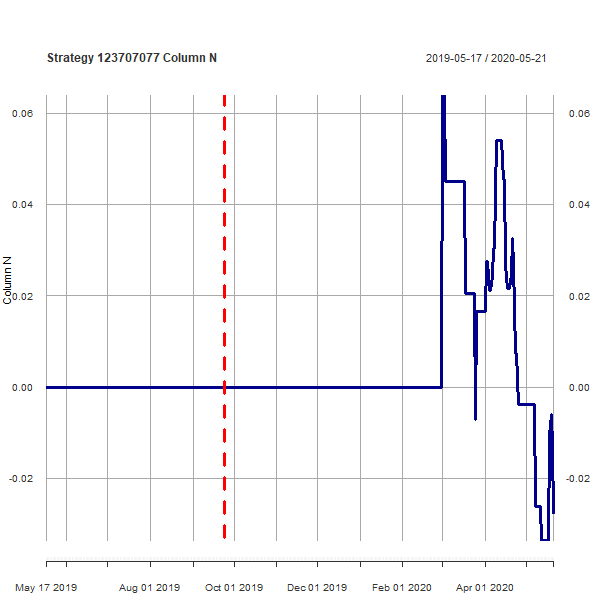 Strategy 123707077 Column N
2019-05-17 / 2020-05-21
0.06
0.06
0.04
0.04
Column N
0.02
0.02
0.00
0.00
-0.02
-0.02
May 17 2019
Aug 01 2019
Oct 01 2019
Dec 01 2019
Feb 01 2020
Apr 01 2020